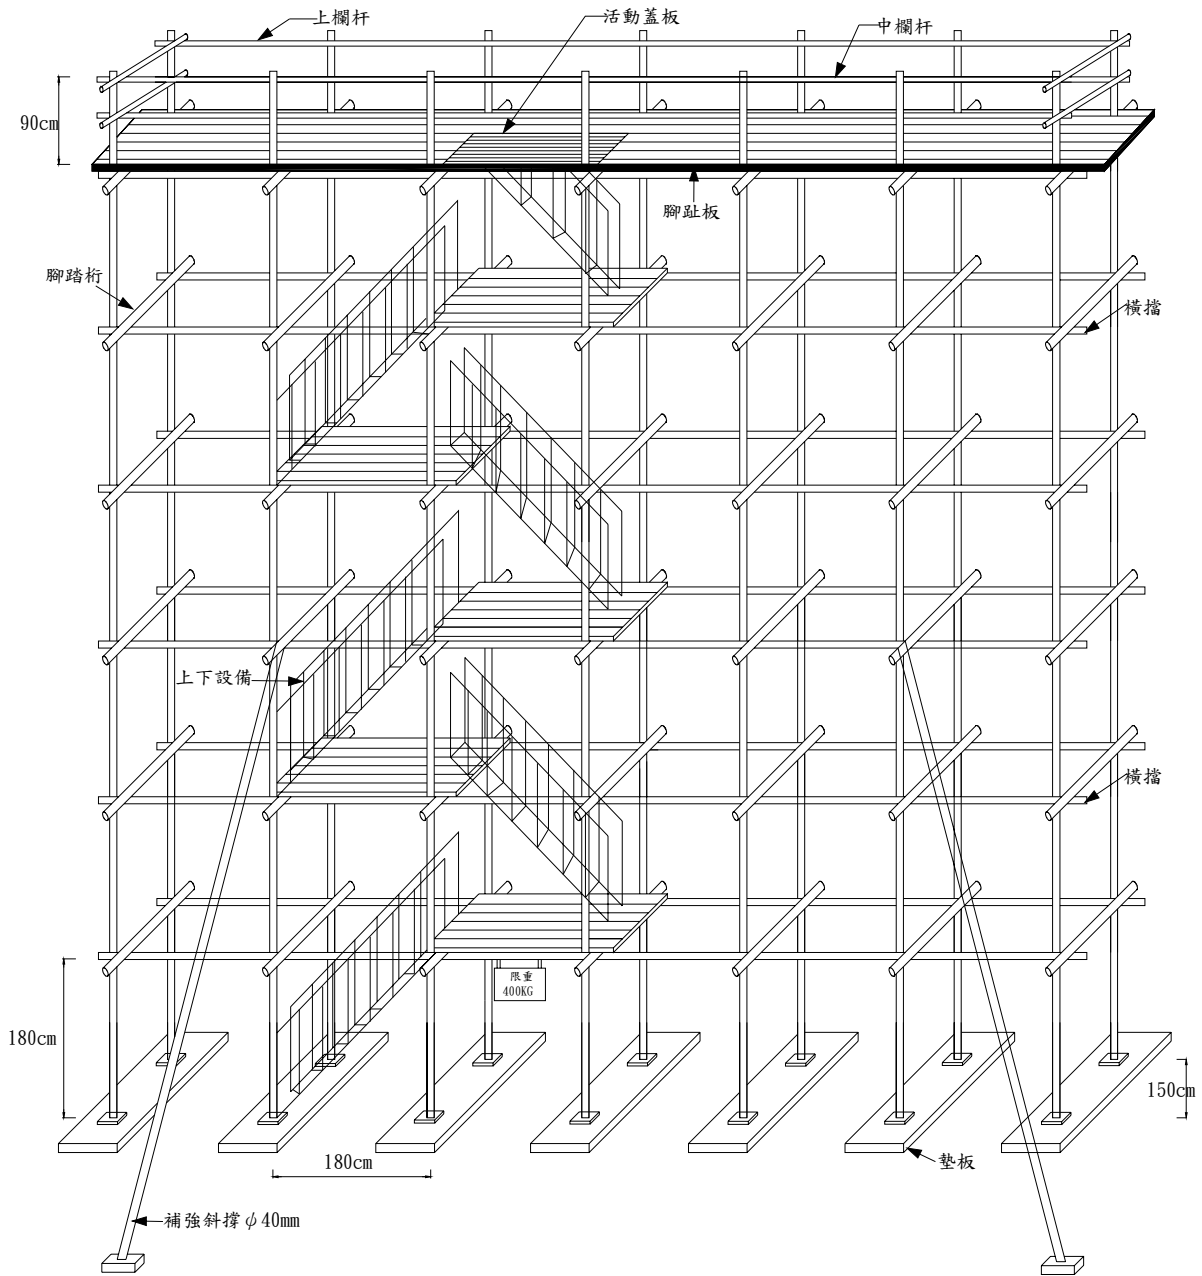 上欄杆
活動蓋板
中欄杆
90cm
腳趾板
腳踏桁
橫擋
上下設備
橫擋
限重
400KG
180cm
150cm
180cm
墊板
補強斜撐φ40mm